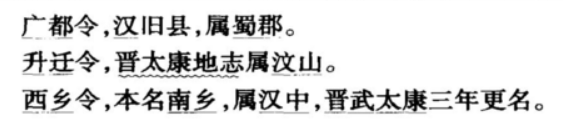 广都令,汉旧县,属蜀郡。
升迁令,晋太康地志属汶山。
西乡令,本名南乡,属汉中,晋武太康三年更名。